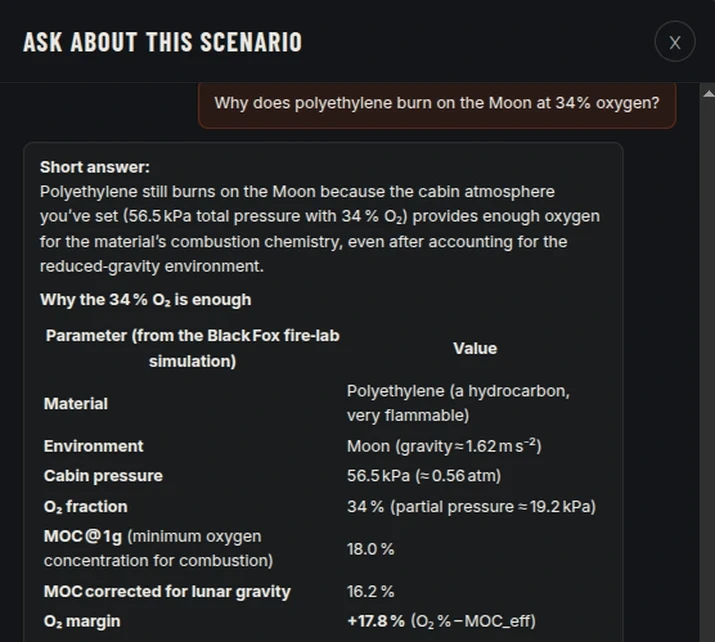 ASK ABOUT THIS SCENARIO
X
Why does polyethylene burn on the Moon at 34% oxygen?
Short answer:
Polyethylene still burns on the Moon because the cabin atmosphere
you've set (56.5 kPa total pressure with 34 % O₂) provides enough oxygen
for the material's combustion chemistry, even after accounting for the
reduced-gravity environment.
Why the 34 % O₂ is enough
Parameter (from the Black Fox fire-lab
simulation)
Value
Material
Polyethylene (a hydrocarbon,
very flammable)
Environment
Moon (gravity ≈ 1.62 m s⁻²)
Cabin pressure
56.5 kPa (≈ 0.56 atm)
O₂ fraction
34 % (partial pressure ≈ 19.2 kPa)
MOC @ 1 g (minimum oxygen
concentration for combustion)
18.0 %
MOC corrected for lunar gravity
16.2 %
O₂ margin
+17.8 % (O₂ % – MOC_eff)